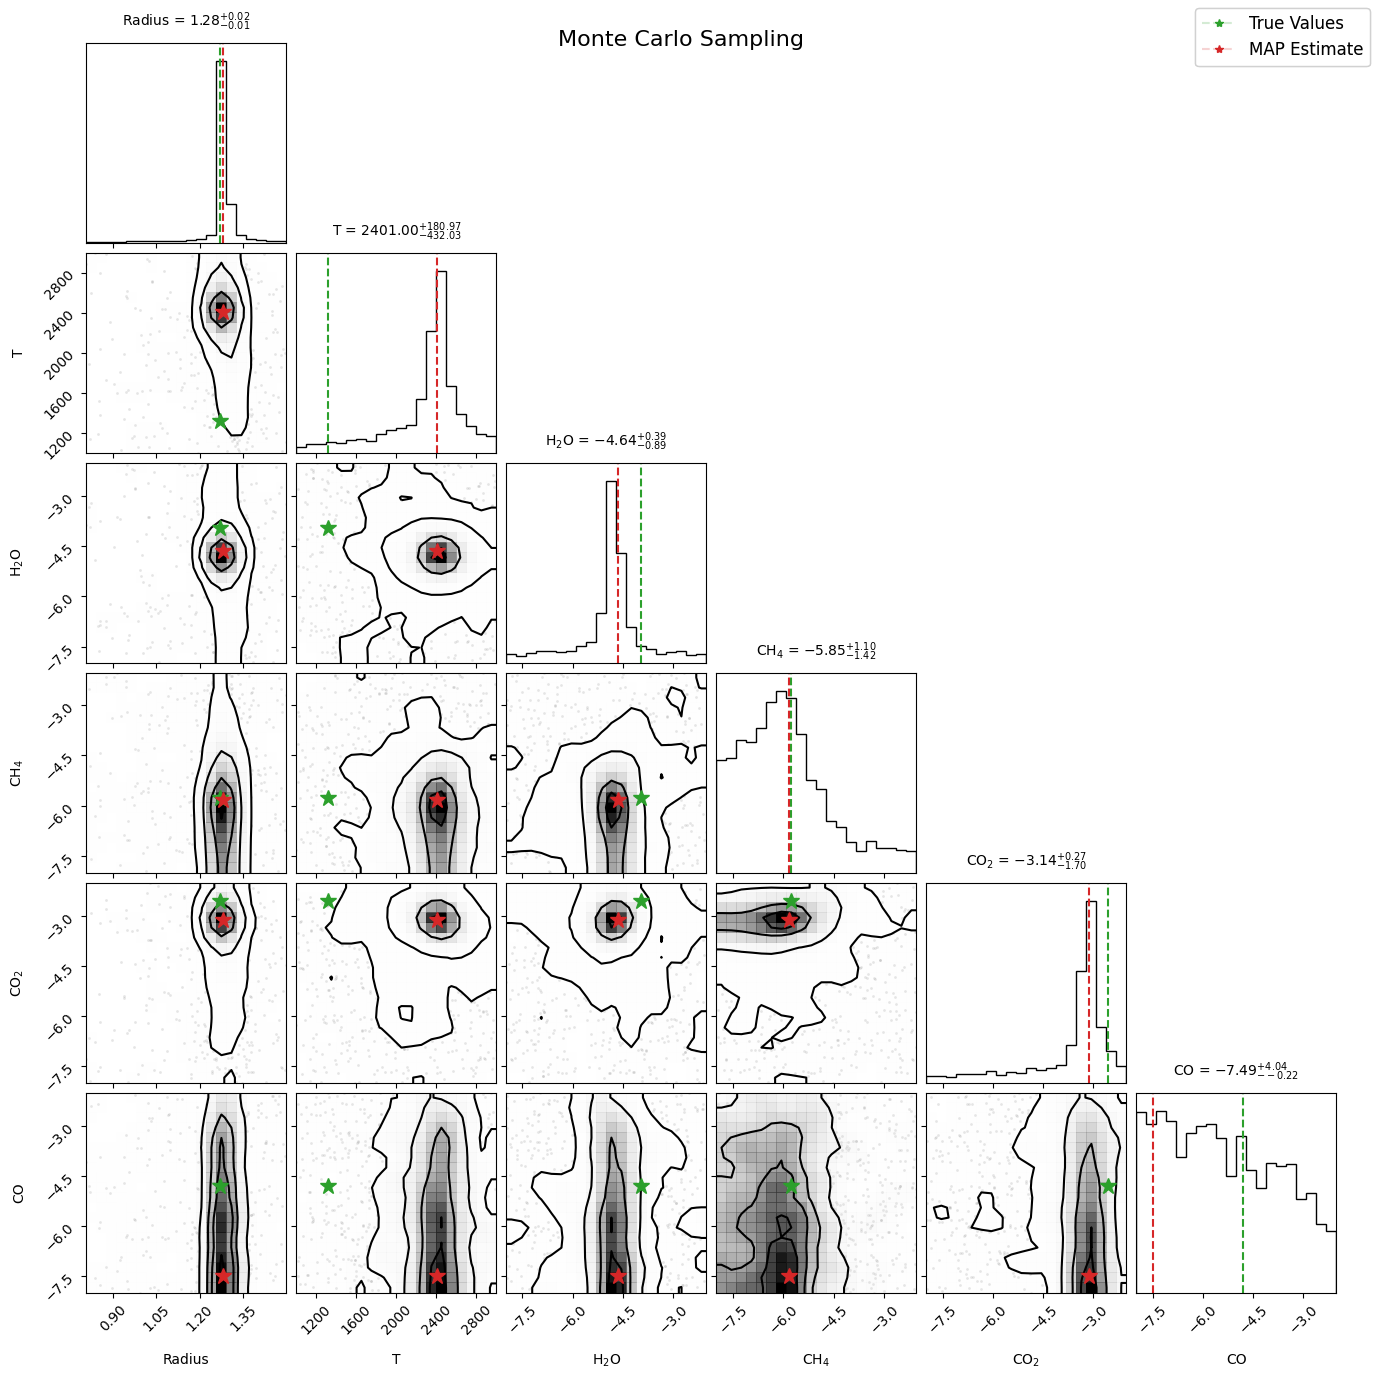 Monte Carlo Sampling
True Values
MAP Estimate
Radius = 1.28+0.02 −0.01
T = 2401.00+180.97 −432.03
2800
2400
2000
1600
1200
T
H2O = −4.64+0.39 −0.89
−3.0
−4.5
−6.0
−7.5
H2O
CH4 = −5.85+1.10 −1.42
−3.0
−4.5
−6.0
−7.5
CH4
CO2 = −3.14+0.27 −1.70
−3.0
−4.5
−6.0
−7.5
CO2
CO = −7.49+4.04 −−0.22
−3.0
−4.5
−6.0
−7.5
CO
0.90 1.05 1.20 1.35
1200 1600 2000 2400 2800
−7.5 −6.0 −4.5 −3.0
−7.5 −6.0 −4.5 −3.0
−7.5 −6.0 −4.5 −3.0
−7.5 −6.0 −4.5 −3.0
Radius T H2O CH4 CO2 CO